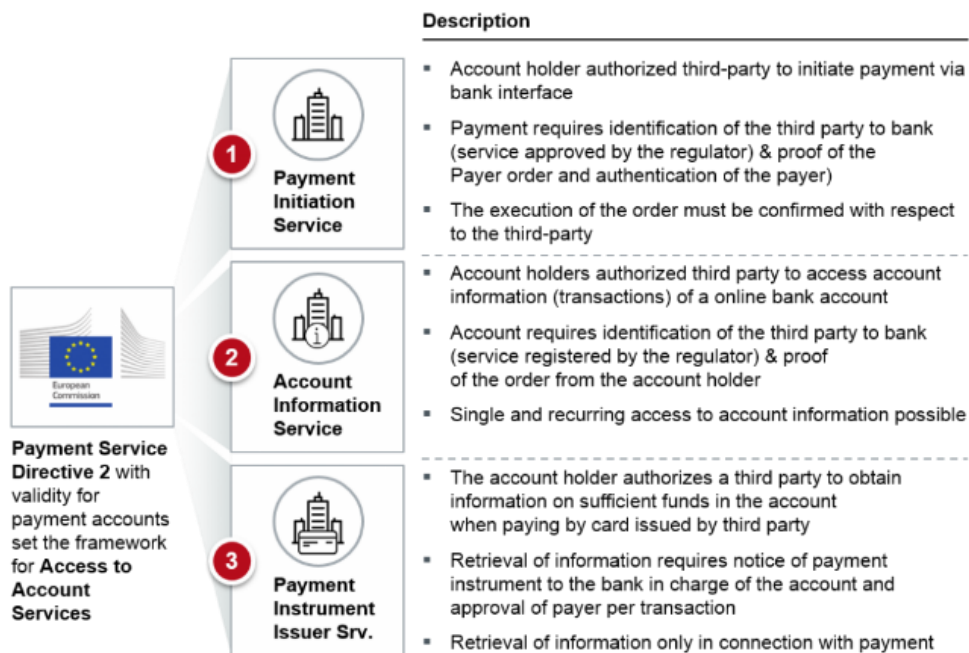 Description
1
Payment
Initiation
Service
▪ Account holder authorized third-party to initiate payment via
bank interface
▪ Payment requires identification of the third party to bank
(service approved by the regulator) & proof of the
Payer order and authentication of the payer)
▪ The execution of the order must be confirmed with respect
to the third-party
European
Commission
Payment Service
Directive 2 with
validity for
payment accounts
set the framework
for Access to
Account
Services
2
i
Account
Information
Service
▪ Account holders authorized third party to access account
information (transactions) of a online bank account
▪ Account requires identification of the third party to bank
(service registered by the regulator) & proof
of the order from the account holder
▪ Single and recurring access to account information possible
3
Payment
Instrument
Issuer Srv.
▪ The account holder authorizes a third party to obtain
information on sufficient funds in the account
when paying by card issued by third party
▪ Retrieval of information requires notice of payment
instrument to the bank in charge of the account and
approval of payer per transaction
▪ Retrieval of information only in connection with payment